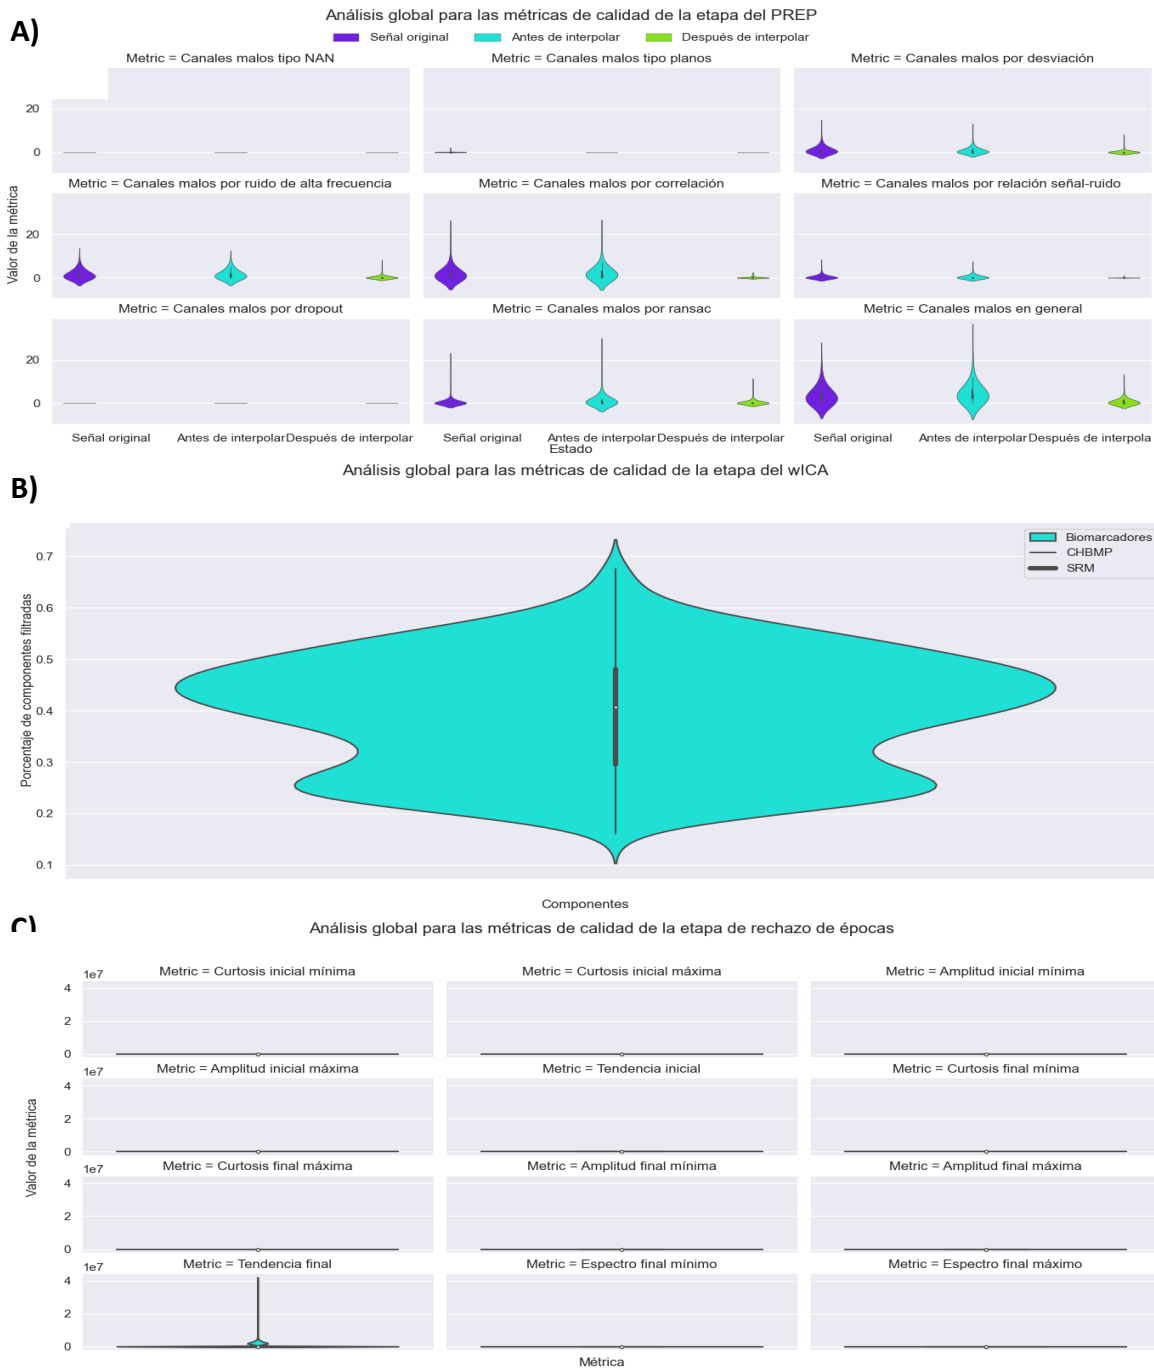 A)
Análisis global para las métricas de calidad de la etapa del PREP
Señal original Antes de interpolar Después de interpolar
Metric = Canales malos tipo NAN Metric = Canales malos tipo planos Metric = Canales malos por desviación
20
0
Metric = Canales malos por ruido de alta frecuencia Metric = Canales malos por correlación Metric = Canales malos por relación señal-ruido
Valor de la métrica
20
0
Metric = Canales malos por dropout Metric = Canales malos por ransac Metric = Canales malos en general
20
0
Señal original Antes de interpolar Después de interpolar Señal original Antes de interpolar Después de interpolar Señal original Antes de interpolar Después de interpola
Estado
B)
Análisis global para las métricas de calidad de la etapa del wICA
Biomarcadores
CHBMP
SRM
Porcentaje de componentes filtradas
0.7
0.6
0.5
0.4
0.3
0.2
0.1
Componentes
C)
Análisis global para las métricas de calidad de la etapa de rechazo de épocas
1e7
Metric = Curtosis inicial mínima Metric = Curtosis inicial máxima Metric = Amplitud inicial mínima
4
2
0
1e7
Metric = Amplitud inicial máxima Metric = Tendencia inicial Metric = Curtosis final mínima
4
2
0
Valor de la métrica
1e7
Metric = Curtosis final máxima Metric = Amplitud final mínima Metric = Amplitud final máxima
4
2
0
1e7
Metric = Tendencia final Metric = Espectro final mínimo Metric = Espectro final máximo
4
2
0
Métrica